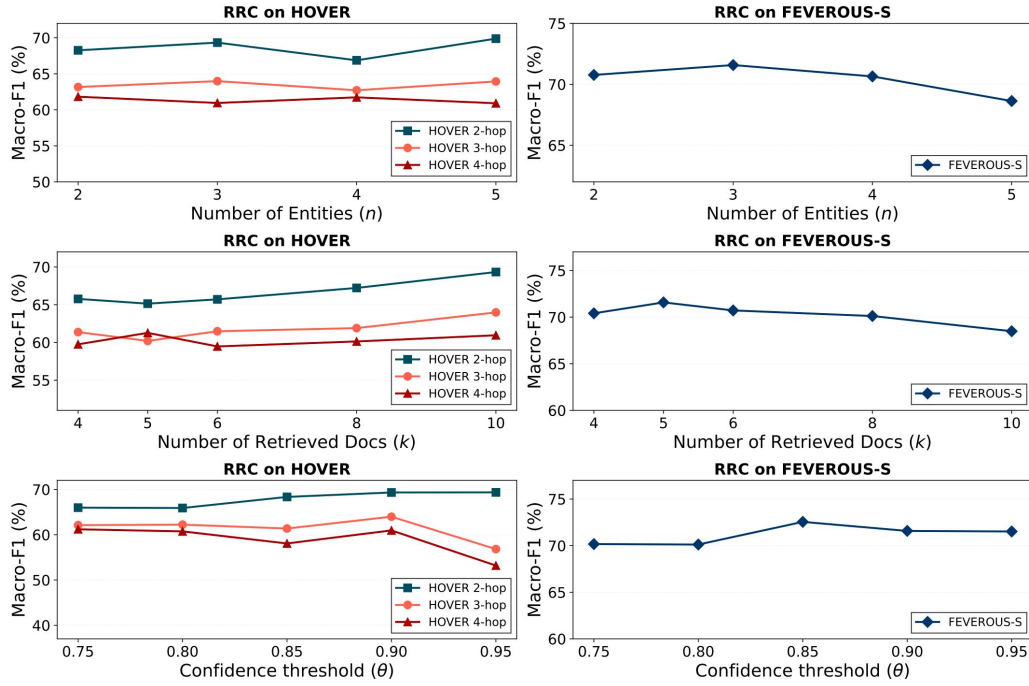 RRC on HOVER
Macro-F1 (%)
70
65
60
55
50
2
3
4
5
HOVER 2-hop
HOVER 3-hop
HOVER 4-hop
Number of Entities (n)
RRC on FEVEROUS-S
Macro-F1 (%)
75
70
65
2
3
4
5
FEVEROUS-S
Number of Entities (n)
RRC on HOVER
Macro-F1 (%)
70
65
60
55
4
5
6
8
10
HOVER 2-hop
HOVER 3-hop
HOVER 4-hop
Number of Retrieved Docs (k)
RRC on FEVEROUS-S
Macro-F1 (%)
75
70
65
60
4
5
6
8
10
FEVEROUS-S
Number of Retrieved Docs (k)
RRC on HOVER
Macro-F1 (%)
70
60
50
40
0.75
0.80
0.85
0.90
0.95
HOVER 2-hop
HOVER 3-hop
HOVER 4-hop
Confidence threshold (θ)
RRC on FEVEROUS-S
Macro-F1 (%)
75
70
65
60
0.75
0.80
0.85
0.90
0.95
FEVEROUS-S
Confidence threshold (θ)